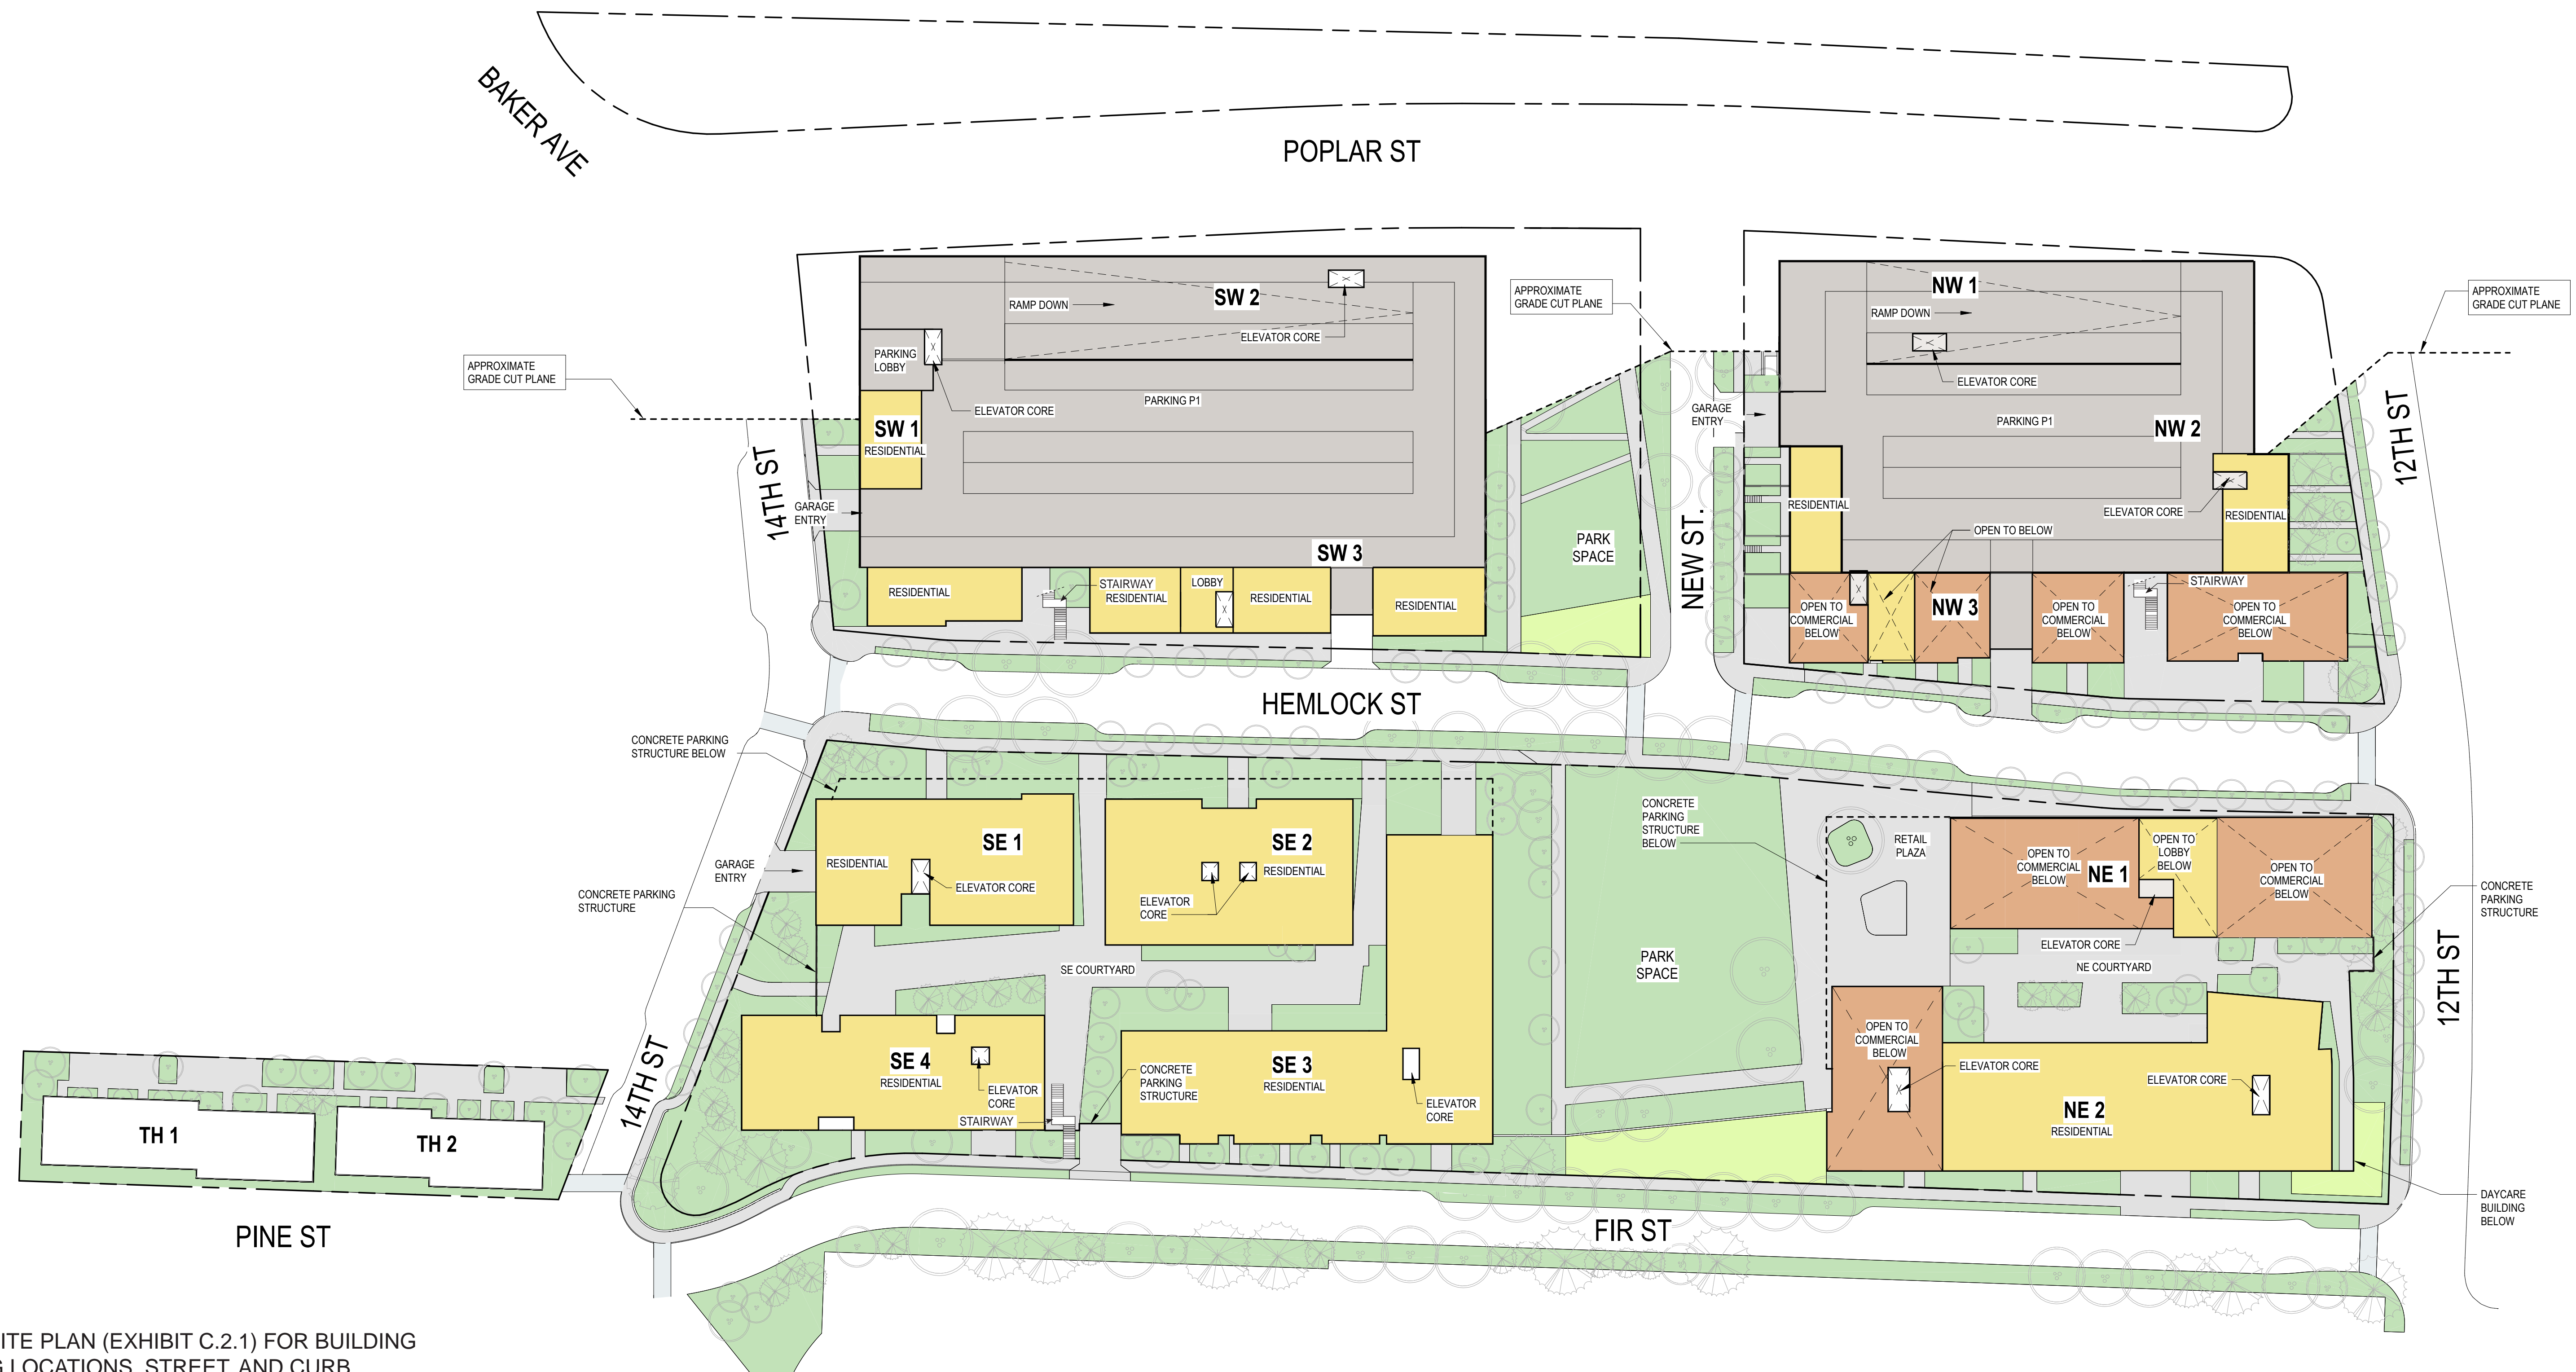 BAKER AVE
POPLAR ST
APPROXIMATE
GRADE CUT PLANE
SW 2
RAMP DOWN
ELEVATOR CORE
PARKING
LOBBY
ELEVATOR CORE
PARKING P1
SW 1
RESIDENTIAL
14TH ST
GARAGE
ENTRY
SW 3
RESIDENTIAL
STAIRWAY
RESIDENTIAL
LOBBY
RESIDENTIAL
RESIDENTIAL
APPROXIMATE
GRADE CUT PLANE
PARK
SPACE
NEW ST.
GARAGE
ENTRY
NW 1
RAMP DOWN
ELEVATOR CORE
PARKING P1
NW 2
RESIDENTIAL
ELEVATOR CORE
RESIDENTIAL
OPEN TO BELOW
STAIRWAY
OPEN TO
COMMERCIAL
BELOW
NW 3
OPEN TO
COMMERCIAL
BELOW
OPEN TO
COMMERCIAL
BELOW
APPROXIMATE
GRADE CUT PLANE
12TH ST
HEMLOCK ST
CONCRETE PARKING
STRUCTURE BELOW
GARAGE
ENTRY
CONCRETE PARKING
STRUCTURE
SE 1
RESIDENTIAL
ELEVATOR CORE
SE 2
RESIDENTIAL
ELEVATOR
CORE
SE COURTYARD
SE 4
RESIDENTIAL
ELEVATOR
CORE
STAIRWAY
CONCRETE
PARKING
STRUCTURE
SE 3
RESIDENTIAL
ELEVATOR
CORE
PARK
SPACE
CONCRETE
PARKING
STRUCTURE
BELOW
RETAIL
PLAZA
OPEN TO
COMMERCIAL
BELOW
NE 1
OPEN TO
LOBBY
BELOW
OPEN TO
COMMERCIAL
BELOW
ELEVATOR CORE
NE COURTYARD
CONCRETE
PARKING
STRUCTURE
12TH ST
OPEN TO
COMMERCIAL
BELOW
ELEVATOR CORE
ELEVATOR CORE
NE 2
RESIDENTIAL
DAYCARE
BUILDING
BELOW
14TH ST
TH 1
TH 2
PINE ST
FIR ST
ITE PLAN (EXHIBIT C.2.1) FOR BUILDING
LOCATIONS, STREET, AND CURB